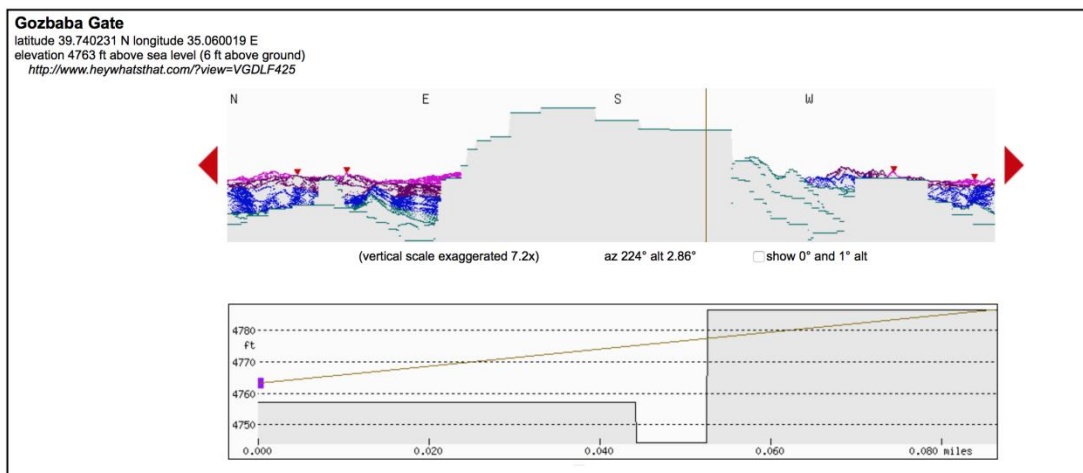 Gozbaba Gate
latitude 39.740231 N longitude 35.060019 E
elevation 4763 ft above sea level (6 ft above ground)
http://www.heywhatsthat.com/?view=VGDLF425
N E S W
(vertical scale exaggerated 7.2x) az 224° alt 2.86° show 0° and 1° alt
4780
ft
4770
4760
4750
0.000 0.020 0.040 0.060 0.080 miles